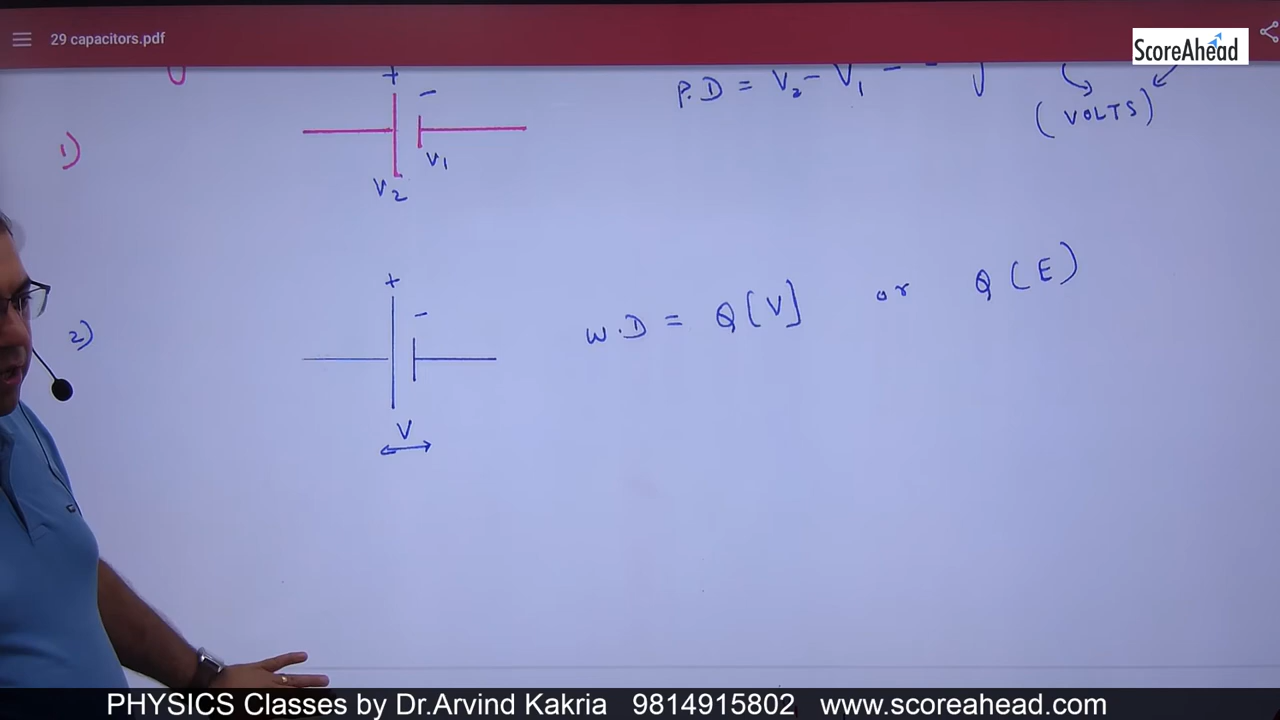 29 capacitors.pdf
ScoreAhead
+
-
P.D = V2 - V1 - -
(VOLTS)
1)
V1
V2
+
-
W.D = Q[V] or Q(E)
2)
V
PHYSICS Classes by Dr.Arvind Kakria 9814915802 www.scoreahead.com